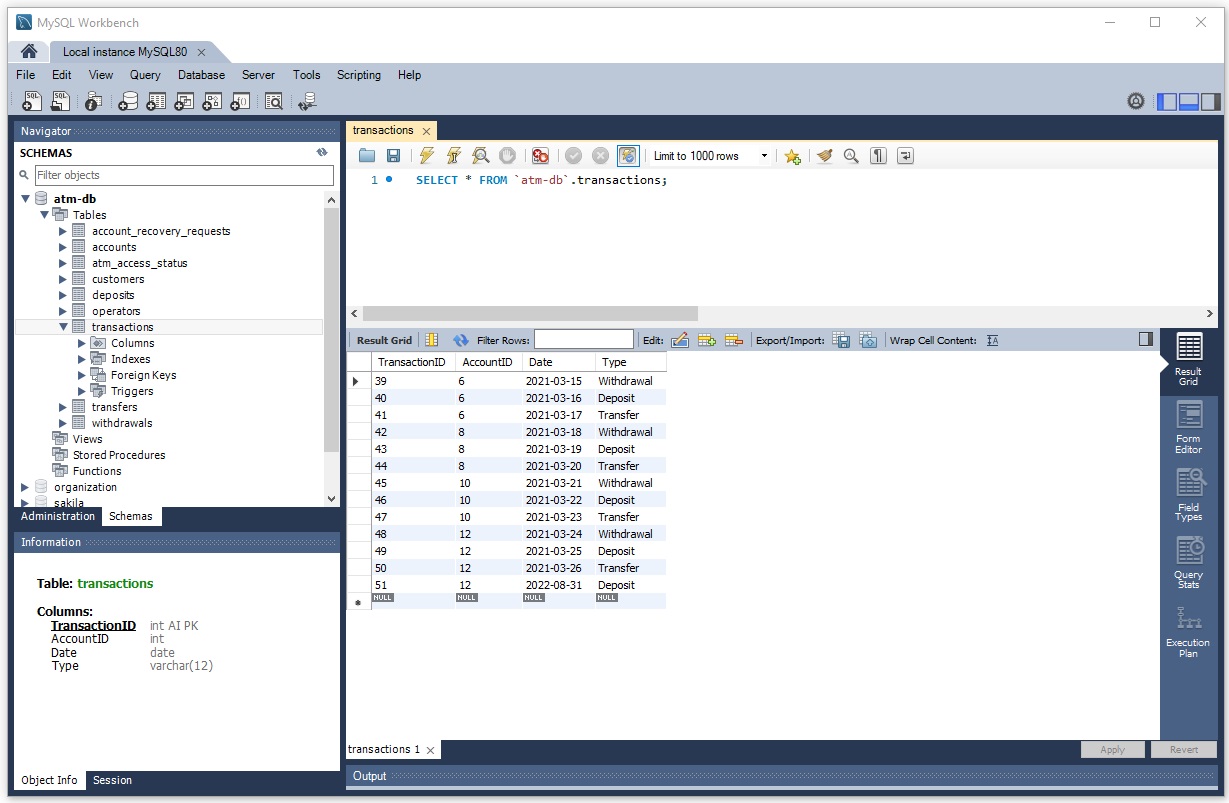 MySQL Workbench
Local instance MySQL80
File Edit View Query Database Server Tools Scripting Help
Navigator
SCHEMAS
Filter objects
atm-db
Tables
account_recovery_requests
accounts
atm_access_status
customers
deposits
operators
transactions
Columns
Indexes
Foreign Keys
Triggers
transfers
withdrawals
Views
Stored Procedures
Functions
organization
sakila
Administration Schemas
Information
Table: transactions
Columns:
TransactionID int AI PK
AccountID int
Date date
Type varchar(12)
Object Info Session
transactions
Limit to 1000 rows
1 SELECT * FROM `atm-db`.transactions;
Result Grid Filter Rows: Edit: Export/Import: Wrap Cell Content:
TransactionID AccountID Date Type
39 6 2021-03-15 Withdrawal
40 6 2021-03-16 Deposit
41 6 2021-03-17 Transfer
42 8 2021-03-18 Withdrawal
43 8 2021-03-19 Deposit
44 8 2021-03-20 Transfer
45 10 2021-03-21 Withdrawal
46 10 2021-03-22 Deposit
47 10 2021-03-23 Transfer
48 12 2021-03-24 Withdrawal
49 12 2021-03-25 Deposit
50 12 2021-03-26 Transfer
51 12 2022-08-31 Deposit
NULL NULL NULL NULL
Result
Grid
Form
Editor
Field
Types
Query
Stats
Execution
Plan
transactions 1
Apply Revert
Output